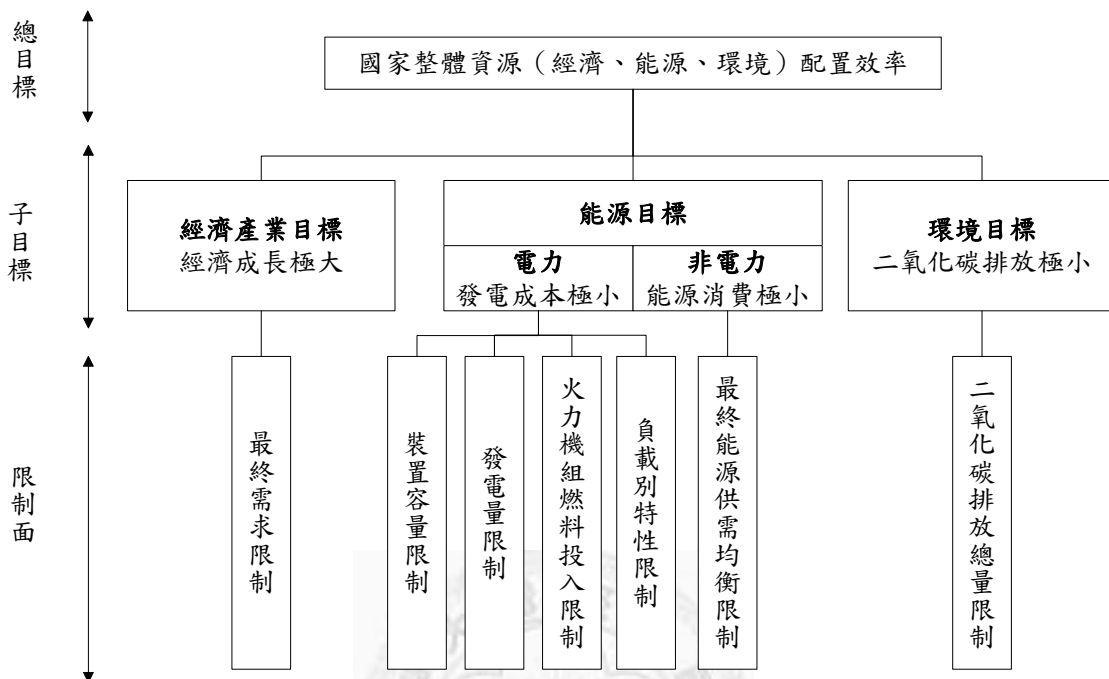 總目標
國家整體資源（經濟、能源、環境）配置效率
子目標
經濟產業目標
經濟成長極大
能源目標
電力
發電成本極小
非電力
能源消費極小
環境目標
二氧化碳排放極小
限制面
最終需求限制
裝置容量限制
發電量限制
火力機組燃料投入限制
負載別特性限制
最終能源供需均衡限制
二氧化碳排放總量限制